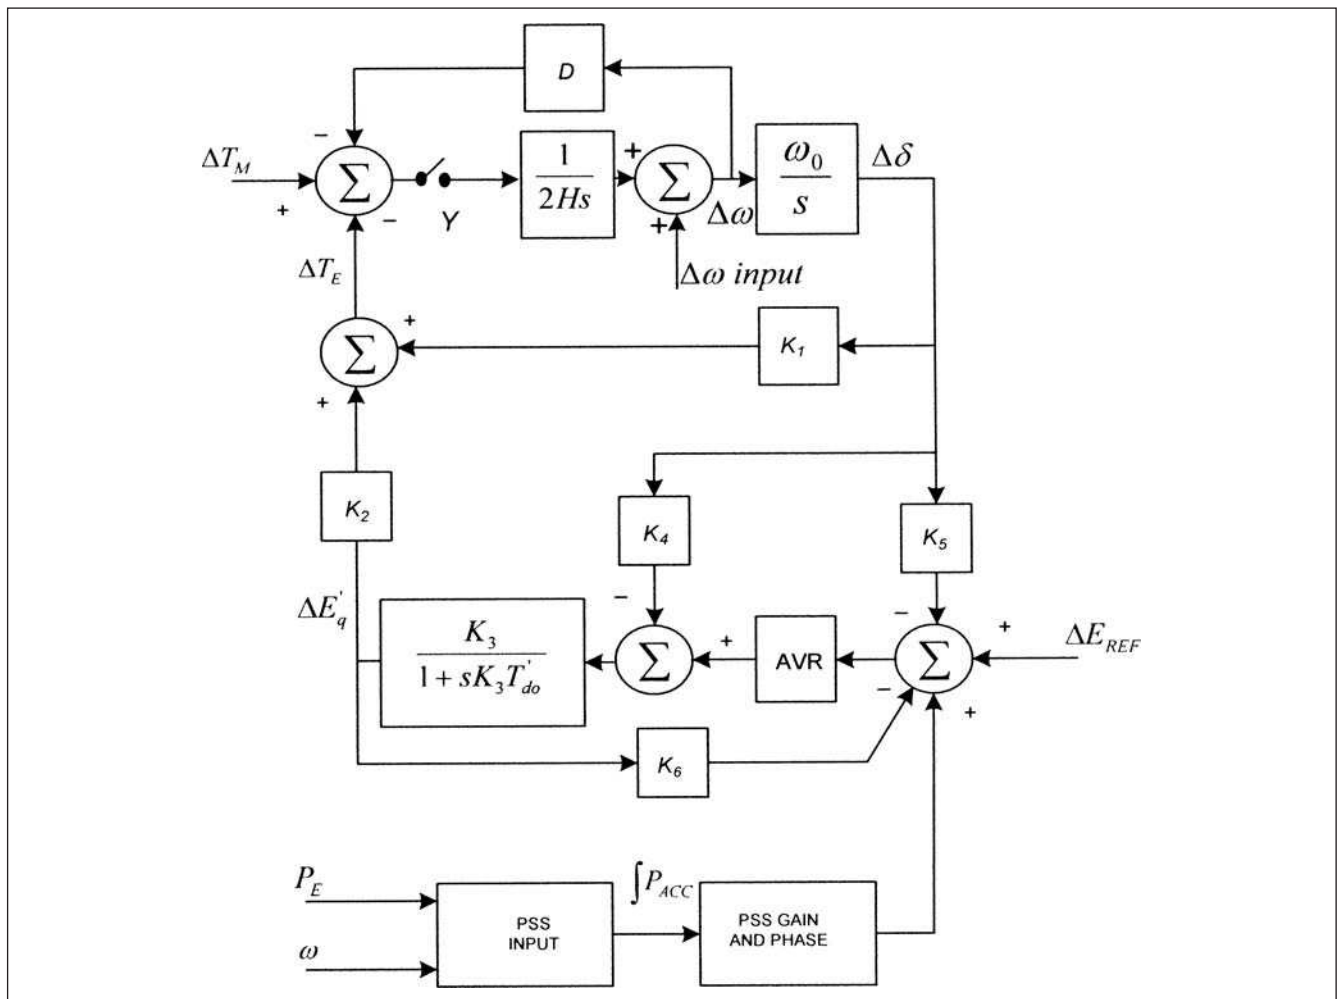 D
−
ΔT_M
+
Σ
−
Y
1
2Hs
+
Σ
+
Δω
ω_0
s
Δδ
Δω input
ΔT_E
Σ
+
+
K_1
K_2
K_4
K_5
ΔE'_q
K_3
1 + sK_3T'_do
−
Σ
+
AVR
−
Σ
+
ΔE_REF
−
+
K_6
P_E
ω
PSS
INPUT
∫P_ACC
PSS GAIN
AND PHASE